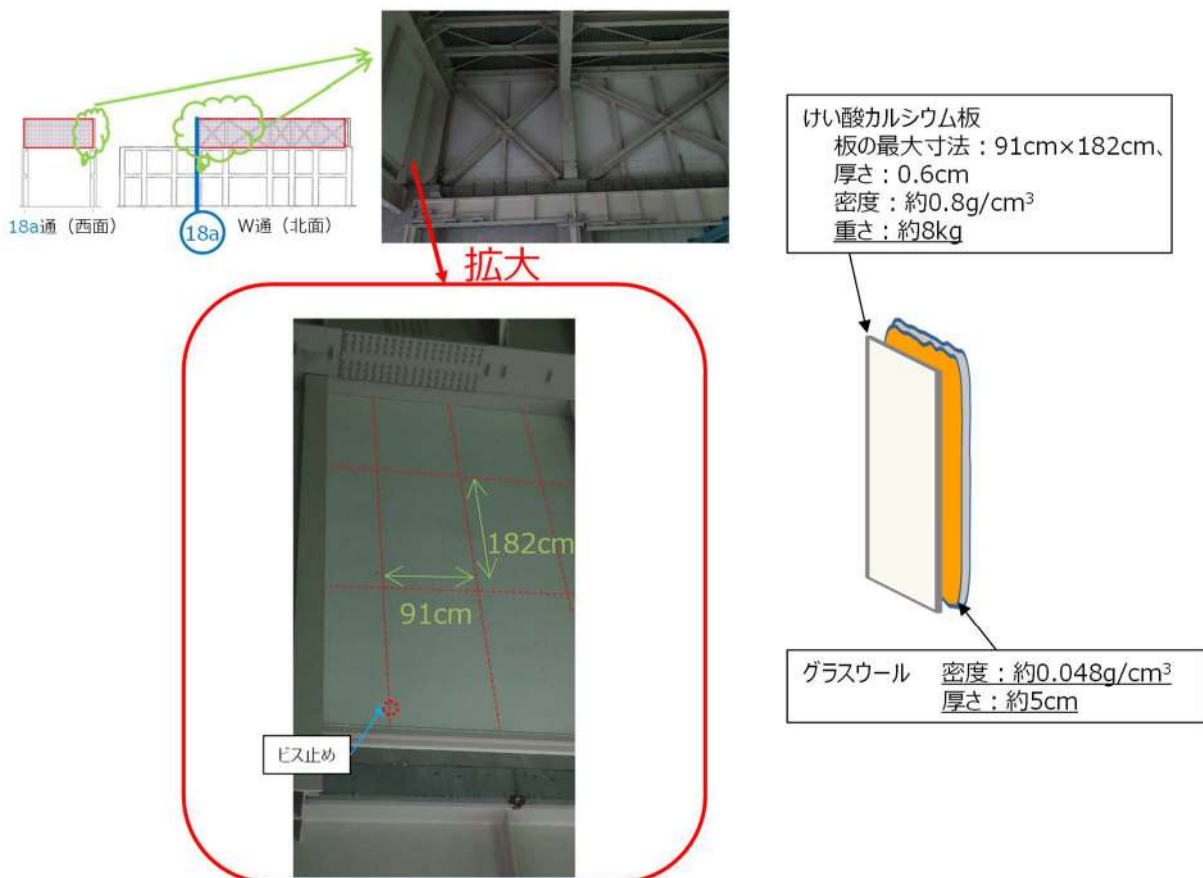 18a通（西面）
18a
W通（北面）
拡大
182cm
91cm
ビス止め
けい酸カルシウム板
板の最大寸法：91cm×182cm、
厚さ：0.6cm
密度：約0.8g/cm³
重さ：約8kg
グラスウール 密度：約0.048g/cm³
厚さ：約5cm